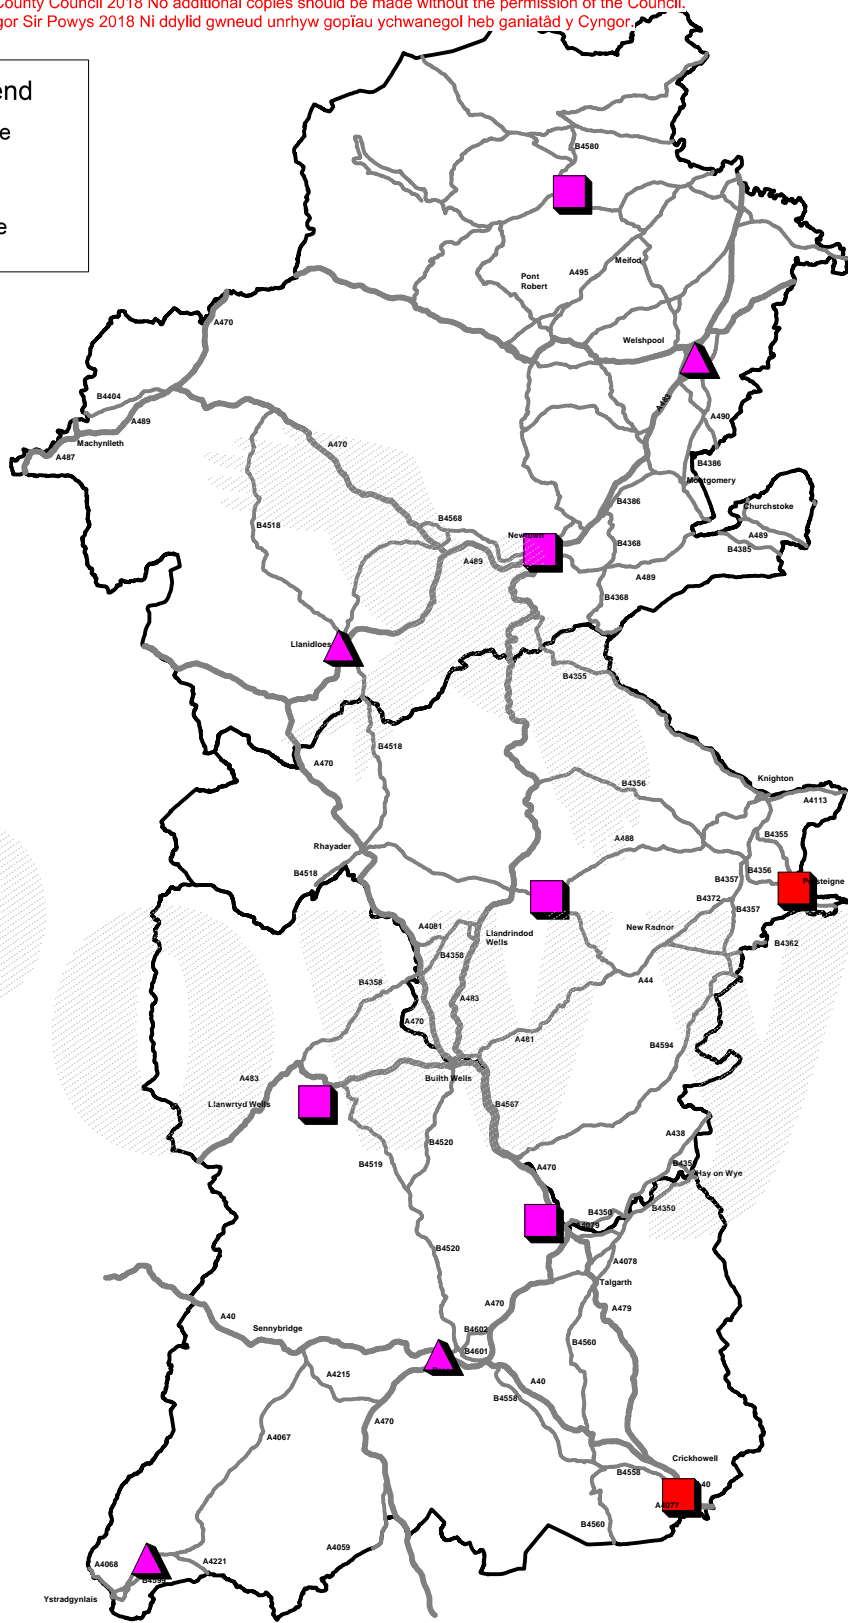 County Council 2018 No additional copies should be made without the permission of the Council.
gor Sir Powys 2018 Ni ddylid gwneud unrhyw gopïau ychwanegol heb ganiatâd y Cyngor.
end
e
e
B4580
Meifod
A495
Pont
Robert
A470
Welshpool
B4404
A483
A489
A490
Machynlleth
A470
A487
B4386
Montgomery
B4386
Churchstoke
B4568
B4518
Newtown
A489
B4368
B4385
A489
A489
B4368
Llanidloes
B4355
B4518
A470
Knighton
B4356
A4113
B4355
A488
Rhayader
B4356
B4518
B4357
B4372
B4357
A4081
New Radnor
Llandrindod
Wells
B4362
B4358
B4358
A44
A483
A470
A481
B4594
A483
Builth Wells
Llanwrtyd Wells
B4567
A438
B4520
B4519
A470
Hay on Wye
B4350
B4350
A4079
B4520
A4078
Talgarth
A470
A479
A40
Sennybridge
B4602
B4560
B4601
A4215
A40
B4558
A470
A4067
Crickhowell
B4558
40
A4077
B4560
A4059
A4221
A4068
Ystradgynlais